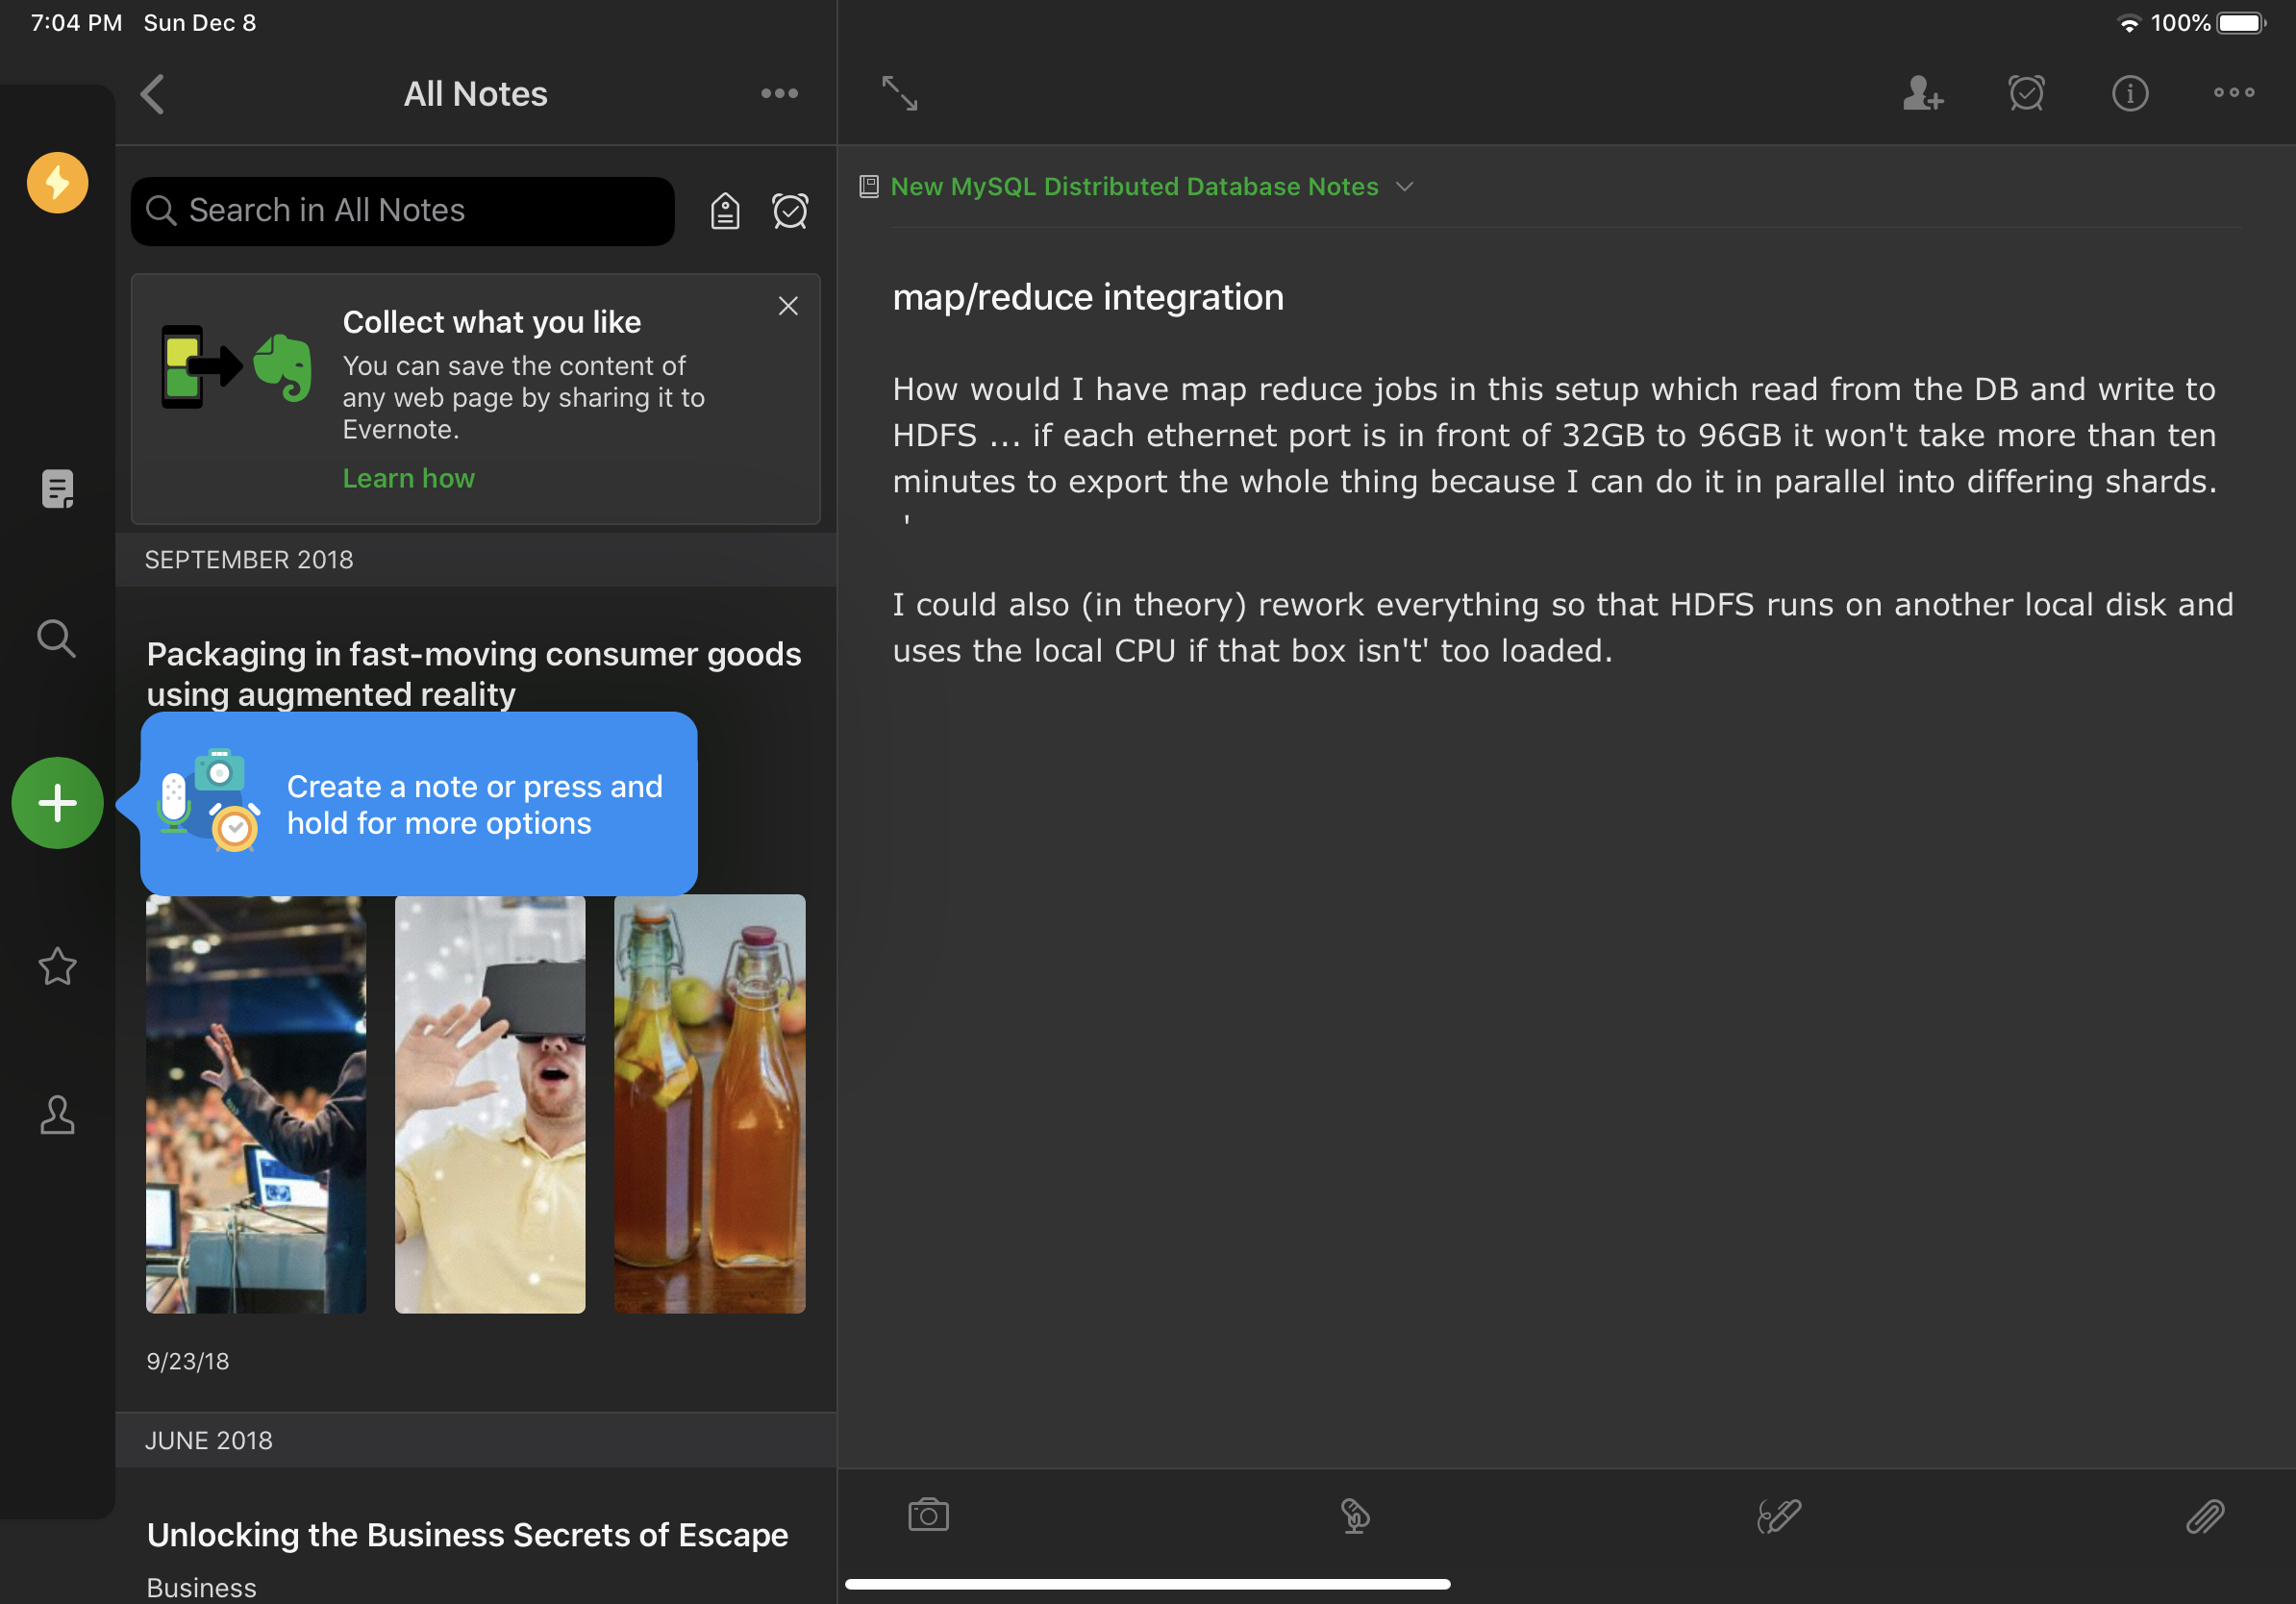 7:04 PM Sun Dec 8
100%
All Notes
Search in All Notes
Collect what you like
You can save the content of
any web page by sharing it to
Evernote.
Learn how
SEPTEMBER 2018
Packaging in fast-moving consumer goods
using augmented reality
Create a note or press and
hold for more options
9/23/18
JUNE 2018
Unlocking the Business Secrets of Escape
Business
New MySQL Distributed Database Notes
map/reduce integration
How would I have map reduce jobs in this setup which read from the DB and write to
HDFS ... if each ethernet port is in front of 32GB to 96GB it won't take more than ten
minutes to export the whole thing because I can do it in parallel into differing shards.
'
I could also (in theory) rework everything so that HDFS runs on another local disk and
uses the local CPU if that box isn't' too loaded.